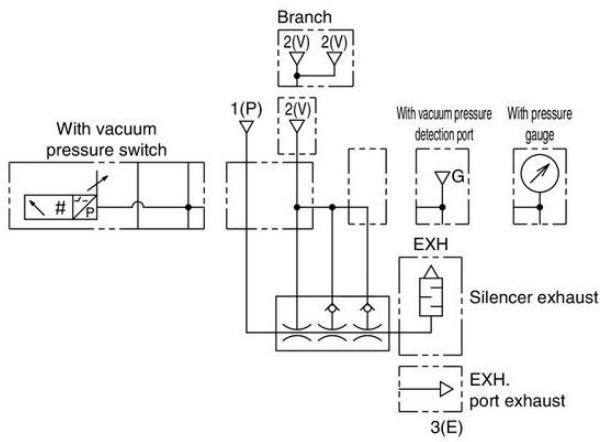 Branch
2(V) 2(V)
1(P)
2(V)
With vacuum
pressure switch
With vacuum pressure
detection port
With pressure
gauge
#
P
G
EXH
Silencer exhaust
EXH.
port exhaust
3(E)